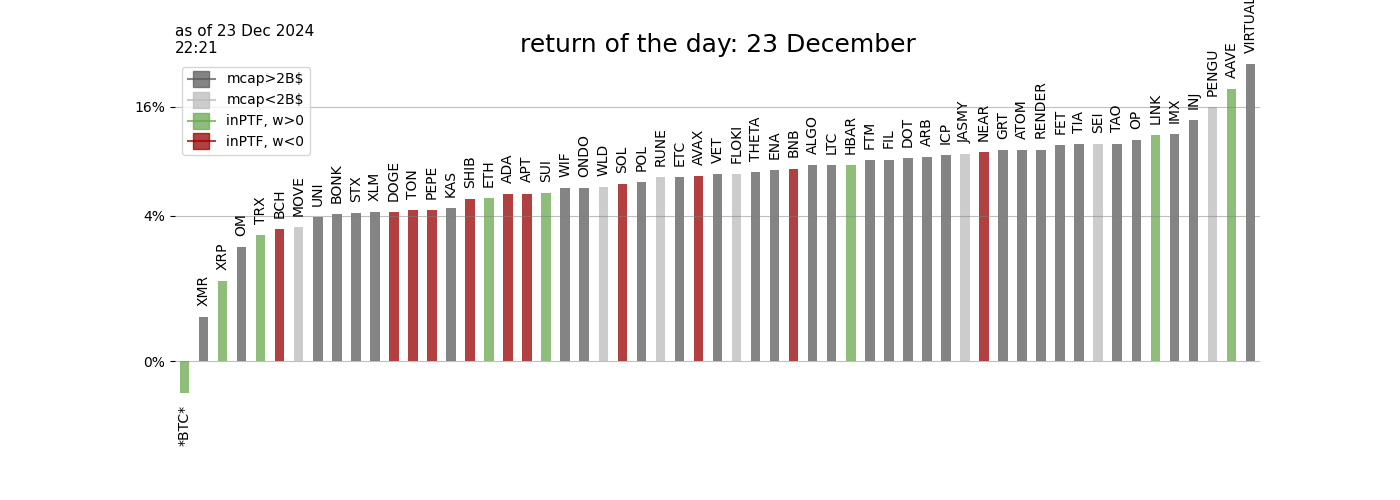 as of 23 Dec 2024
22:21
return of the day: 23 December
mcap>2B$
mcap<2B$
inPTF, w>0
inPTF, w<0
16%
4%
0%
*BTC*
XMR
XRP
OM
TRX
BCH
MOVE
UNI
BONK
STX
XLM
DOGE
TON
PEPE
KAS
SHIB
ETH
ADA
APT
SUI
WIF
ONDO
WLD
SOL
POL
RUNE
ETC
AVAX
VET
FLOKI
THETA
ENA
BNB
ALGO
LTC
HBAR
FTM
FIL
DOT
ARB
ICP
JASMY
NEAR
GRT
ATOM
RENDER
FET
TIA
SEI
TAO
OP
LINK
IMX
INJ
PENGU
AAVE
VIRTUAL